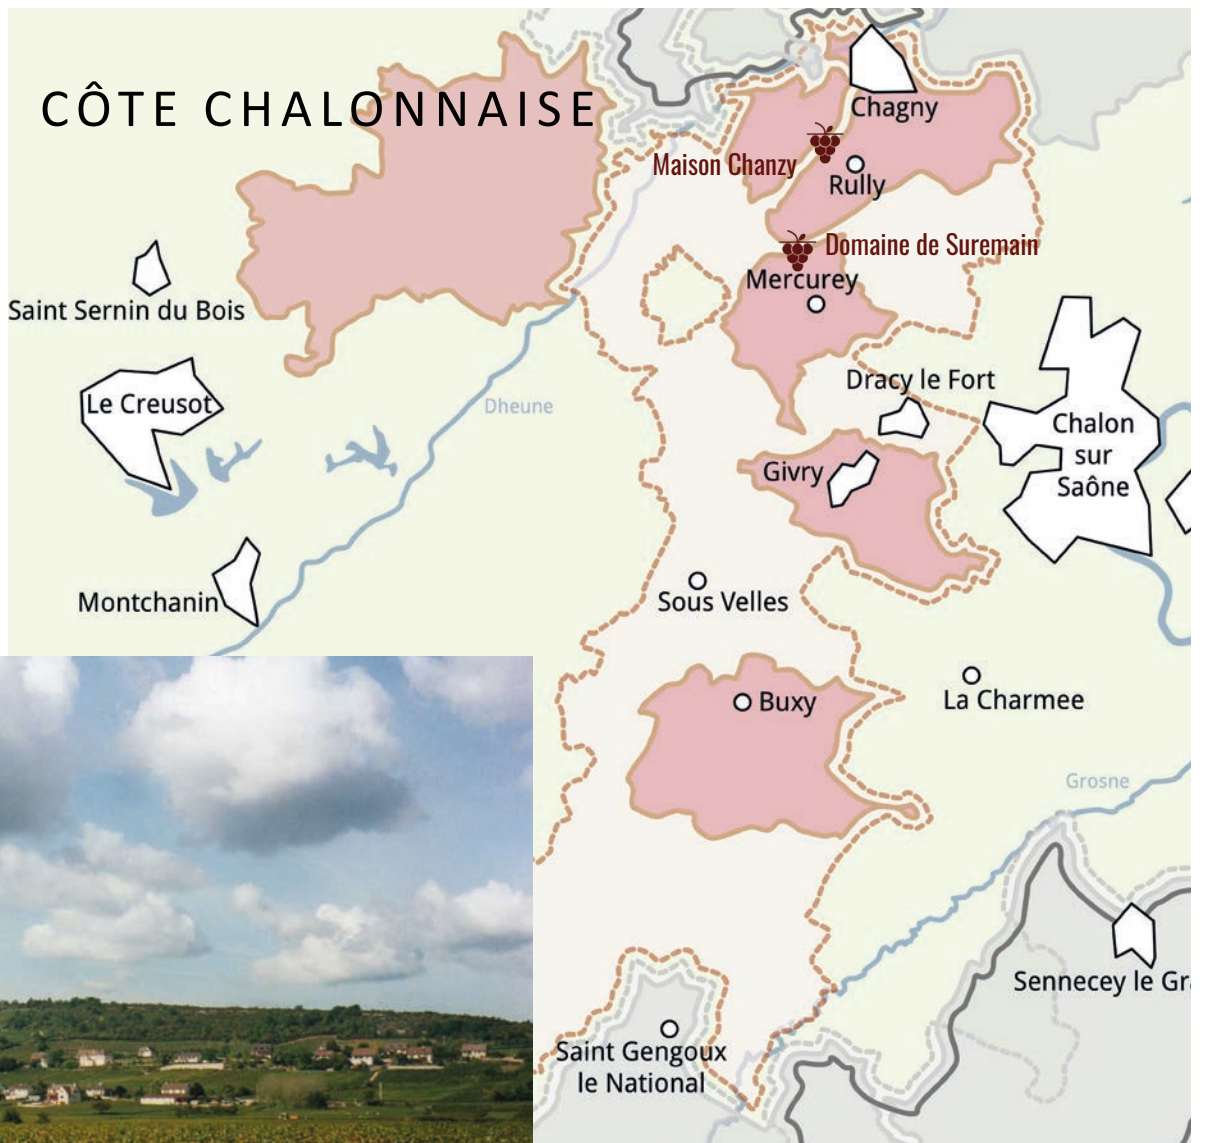 CÔTE CHALONNAISE
Chagny
Maison Chanzy
Rully
Domaine de Suremain
Mercurey
Saint Sernin du Bois
Le Creusot
Dheune
Dracy le Fort
Chalon
sur
Saône
Givry
Montchanin
Sous Velles
Buxy
La Charmee
Grosne
Sennecey le Gr
Saint Gengoux
le National